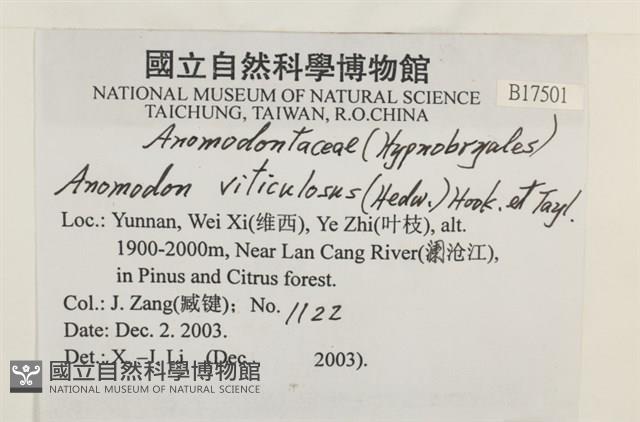 國立自然科學博物館
NATIONAL MUSEUM OF NATURAL SCIENCE
TAICHUNG, TAIWAN, R.O.CHINA
B17501
Anomodontaceae (Hypnobryales)
Anomodon viticulosus (Hedw.) Hook. et Tayl.
Loc.: Yunnan, Wei Xi(维西), Ye Zhi(叶枝), alt.
1900-2000m, Near Lan Cang River(澜沧江),
in Pinus and Citrus forest.
Col.: J. Zang(臧键); No. 1122
Date: Dec. 2. 2003.
Det.: X. –J. Li (Dec. 2003).
國立自然科學博物館
NATIONAL MUSEUM OF NATURAL SCIENCE